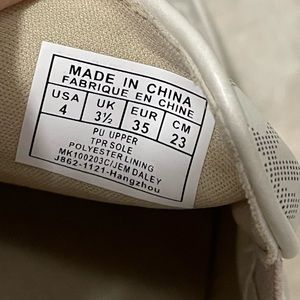 MADE IN CHINA
FABRIQUE EN CHINE
USA UK EUR CM
4 3½ 35 23
PU UPPER
TPR SOLE
POLYESTER LINING
MK100203C/JEM DALEY
J862-1121-Hangzhou